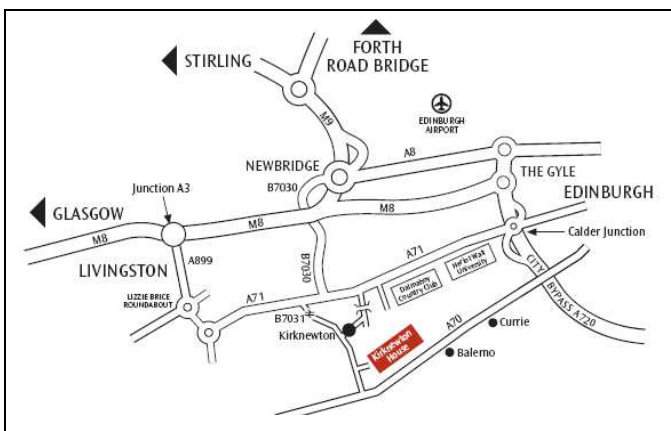 FORTH
ROAD BRIDGE
STIRLING
EDINBURGH
AIRPORT
M9
A8
NEWBRIDGE
B7030
THE GYLE
Junction A3
EDINBURGH
GLASGOW
M8
M8
M8
Calder Junction
LIVINGSTON
A899
B7030
A71
Heriot Watt
University
Dalmahoy
Country Club
CITY
BYPASS A720
LIZZIE BRICE
ROUNDABOUT
A71
B7031
Kirknewton
A70
Currie
Kirknewton
House
Balerno